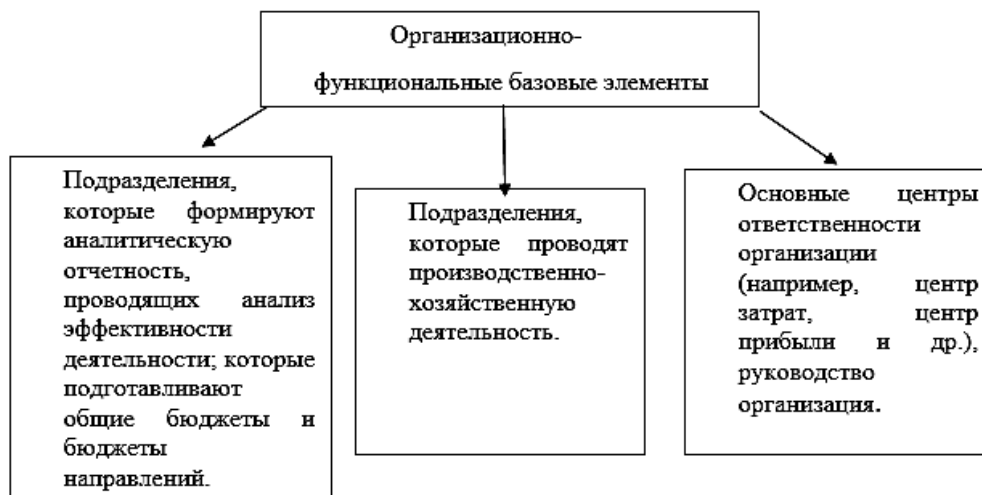 Организационно-
функциональные базовые элементы
Подразделения,
которые формируют
аналитическую
отчетность,
проводящих анализ
эффективности
деятельности; которые
подготавливают
общие бюджеты и
бюджеты
направлений.
Подразделения,
которые проводят
производственно-
хозяйственную
деятельность.
Основные центры
ответственности
организации
(например, центр
затрат, центр
прибыли и др.),
руководство
организация.